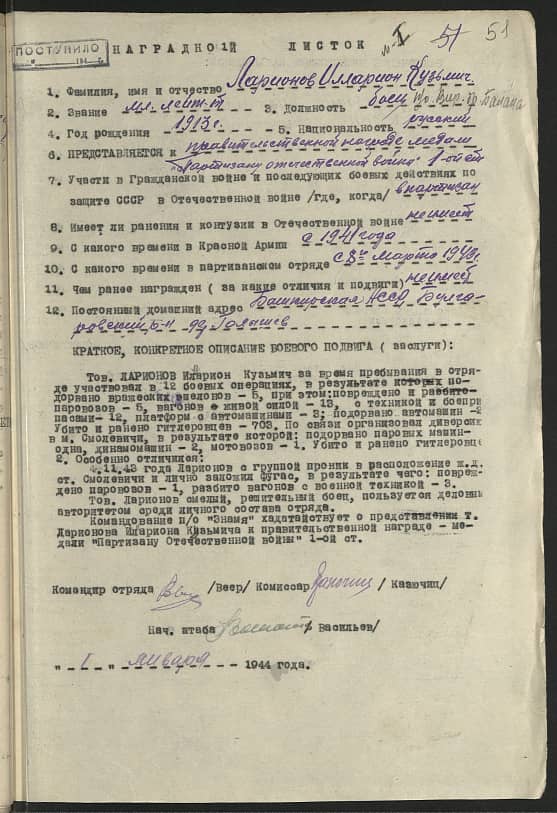 ПОСТУПИЛО
51 51
НАГРАДНОЙ ЛИСТОК № I
1. Фамилия, имя и отчество Ларионов Илларион Кузьмич
2. Звание мл. лейт-т 3. Должность боец п/о
4. Год рождения 1913 г. 5. Национальность русский
6. ПРЕДСТАВЛЯЕТСЯ к правительственной награде медали
"Партизану отечественной войны" 1-ой ст
7. Участи в Гражданской войне и последующих боевых действиях по
защите СССР в Отечественной войне /где, когда/ в партизан
8. Имеет ли ранения и контузии в Отечественной войне не имеет
9. С какого времени в Красной Армии с 1941 года
10. С какого времени в партизанском отряде с 8го Марта 1943г.
11. Чем ранее награжден ( за какие отличия и подвиги) не имеет
12. Постоянный домашний адрес Башкирская АССР
КРАТКОЕ, КОНКРЕТНОЕ ОПИСАНИЕ БОЕВОГО ПОДВИГА ( заслуги):
Тов. ЛАРИОНОВ Иларион Кузьмич за время пребывания в отря-
де участвовал в 12 боевых операциях, в результате которых по-
дорвано вражеских эшелонов - 5, при этом:повреждено и разбито
паровозов - 5, вагонов с живой силой - 13, с техникой и боепри
пасами- 12, платформ с автомашинами - 3; подорвано автомашин -2
Убито и ранено гитлеровцев - 703. По связи организовал диверсию
в м. Смолевичи, в результате которой: подорвано паровых машин-
одна, динамомашин - 2, мотовозов - 1. Убито и ранено гитлеровце
2. Особенно отличился:
4.11.43 года Ларионов с группой проник в расположение ж.д.
ст. Смолевичи и лично заложил фугас, в результате чего: повреж-
дено паровозов - 1, разбито вагонов с военной техникой - 3.
Тов. Ларионов смелый, решительный боец, пользуется деловым
авторитетом среди личного состава отряда.
Командование п/о "Знамя" хадатайствует о представлении т.
Ларионова Илариона Кузьмича к правительственной награде - ме-
дали "Партизану Отечественной войны" 1-ой ст.
Командир отряда /Веер/ Комиссар / Казючиц/
Нач. штаба / Васильев/
" I " января 1944 года.